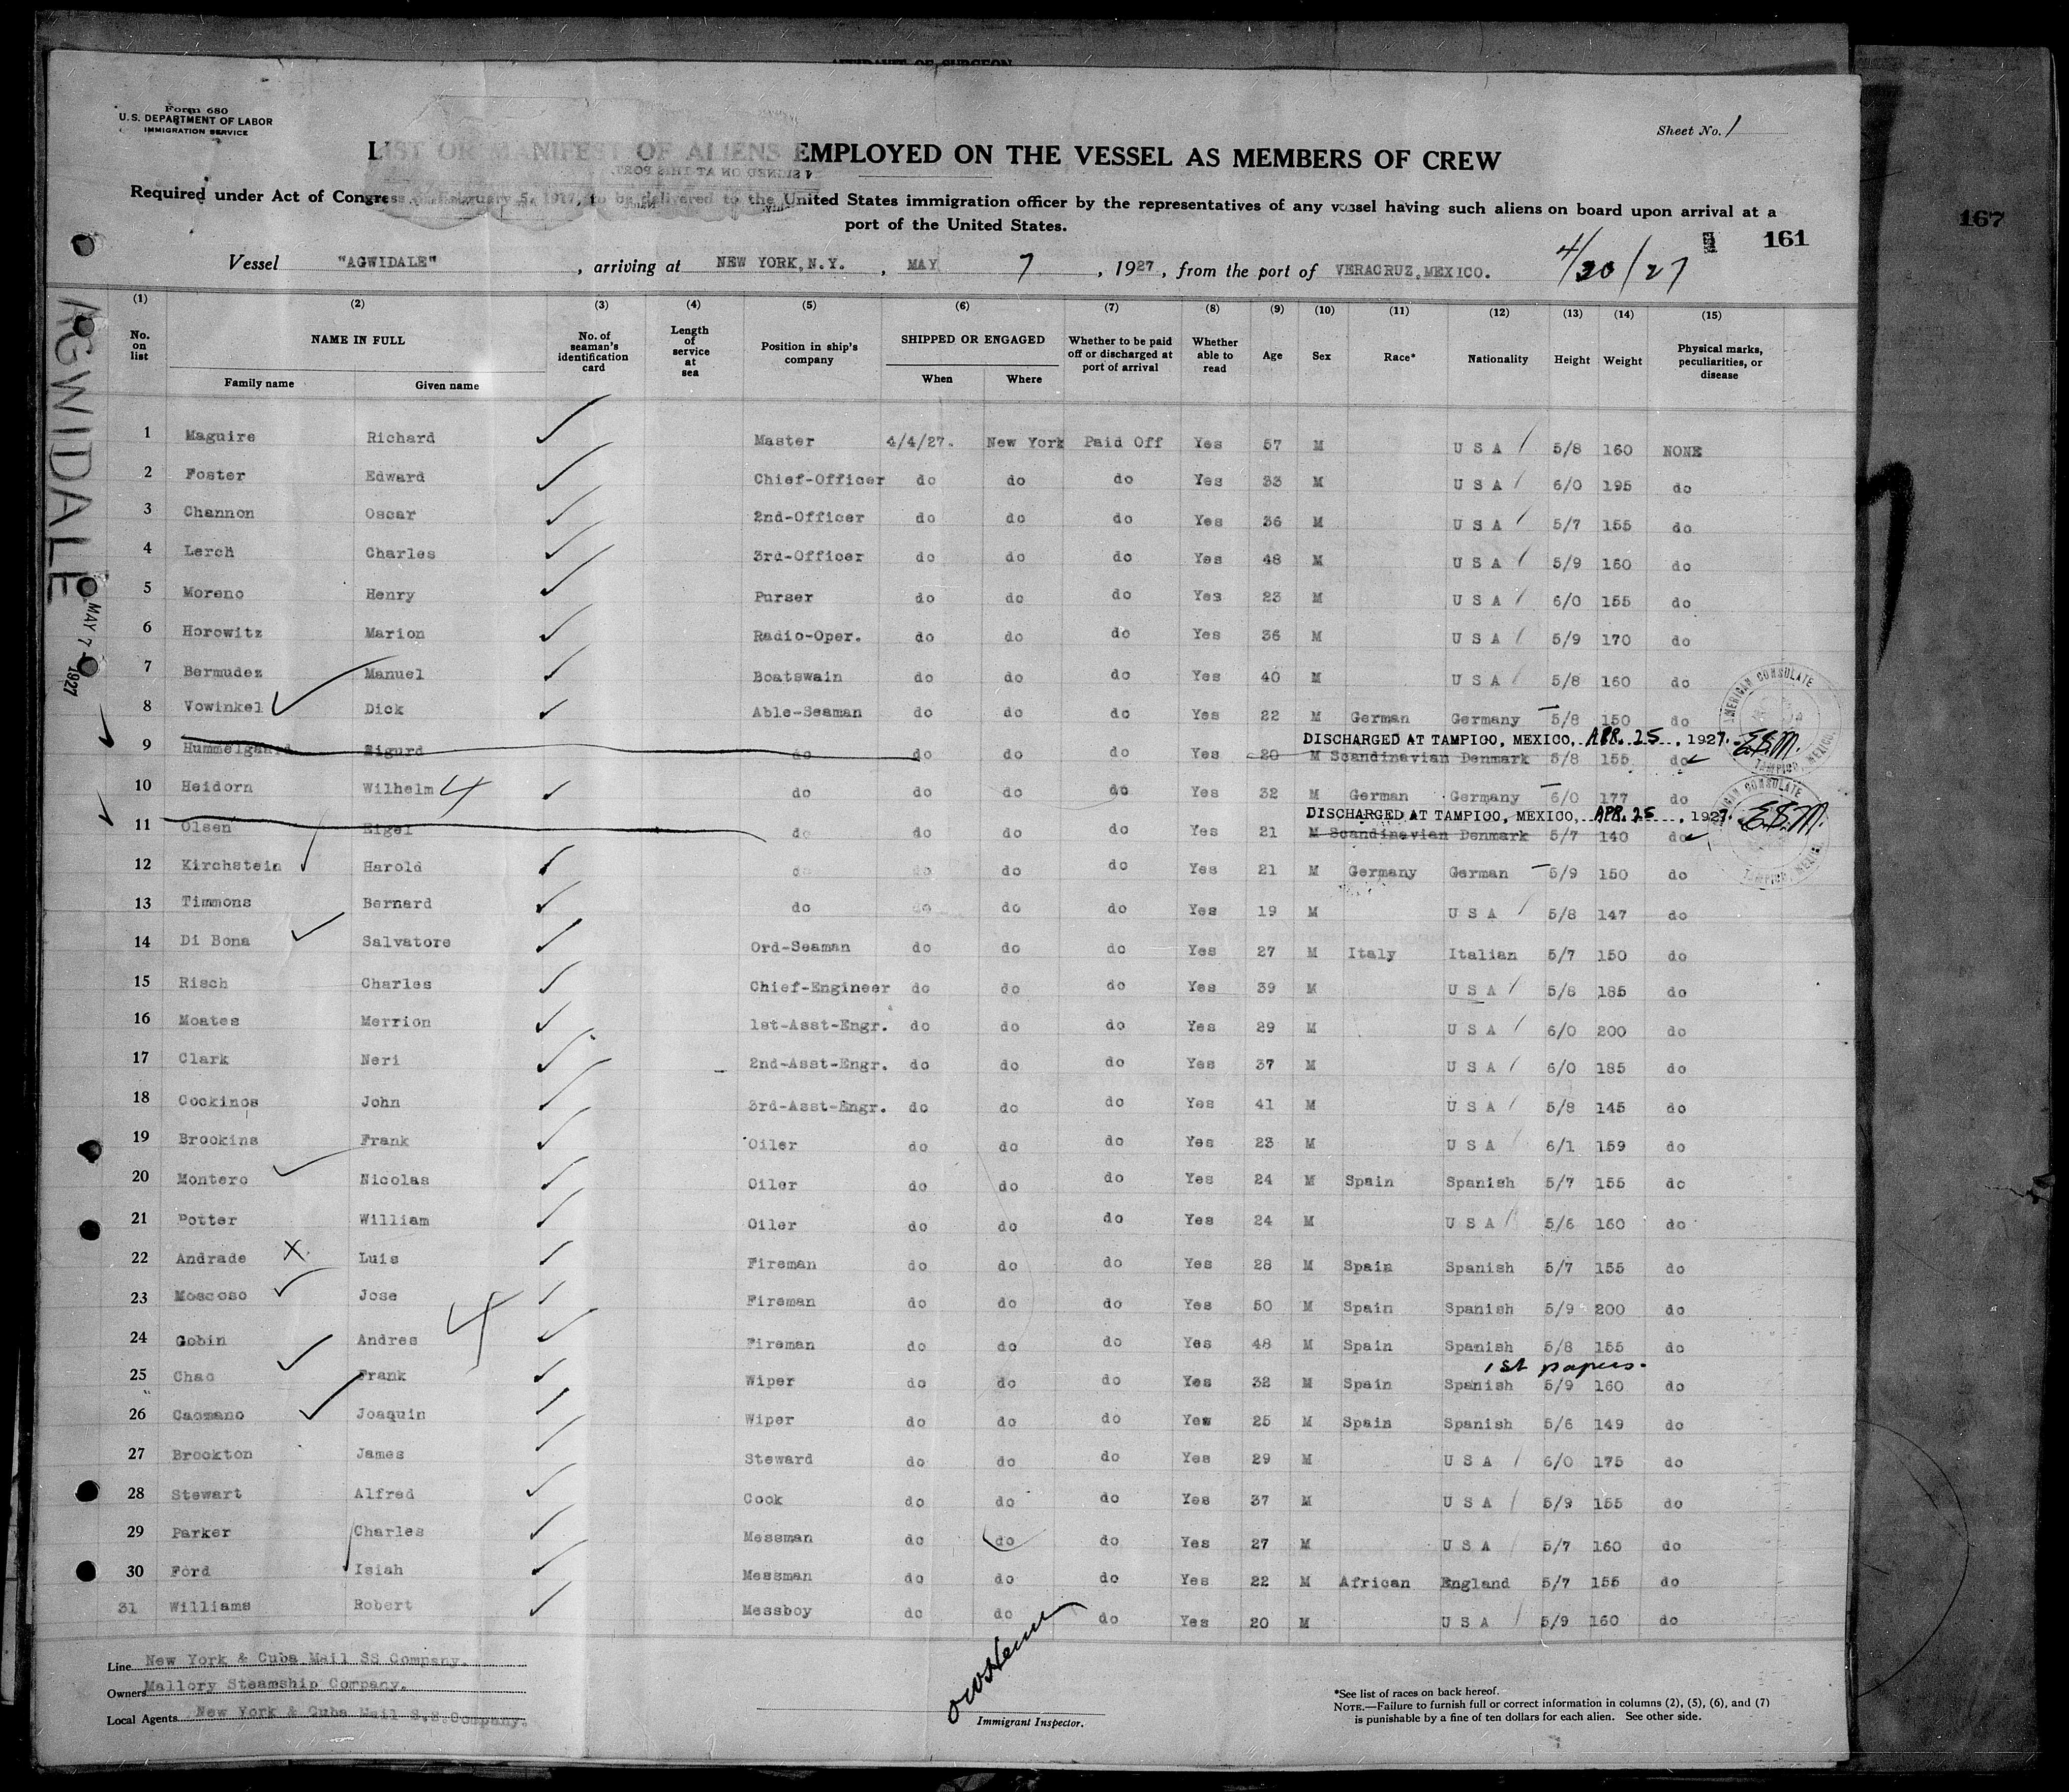 AFFIDAVIT OF SURGEON
Form 680
U.S. DEPARTMENT OF LABOR
IMMIGRATION SERVICE
Sheet No. 1
LIST OR MANIFEST OF ALIENS EMPLOYED ON THE VESSEL AS MEMBERS OF CREW
Required under Act of Congress of February 5, 1917, to be delivered to the United States immigration officer by the representatives of any vessel having such aliens on board upon arrival at a
port of the United States.
161
167
Vessel "AGWIDALE", arriving at NEW YORK, N.Y., MAY 7, 1927, from the port of VERACRUZ, MEXICO. 4/20/27
AGWIDALE
MAY 7 - 1927
(1) (2) (3) (4) (5) (6) (7) (8) (9) (10) (11) (12) (13) (14) (15)
No. on list NAME IN FULL Family name Given name No. of seaman's identification card Length of service at sea Position in ship's company SHIPPED OR ENGAGED When Where Whether to be paid off or discharged at port of arrival Whether able to read Age Sex Race* Nationality Height Weight Physical marks, peculiarities, or disease
1 Maguire Richard Master 4/4/27. New York Paid Off Yes 57 M U S A 5/8 160 NONE
2 Foster Edward Chief-Officer do do do Yes 33 M U S A 6/0 195 do
3 Channon Oscar 2nd-Officer do do do Yes 36 M U S A 5/7 155 do
4 Lerch Charles 3rd-Officer do do do Yes 48 M U S A 5/9 160 do
5 Moreno Henry Purser do do do Yes 23 M U S A 6/0 155 do
6 Horowitz Marion Radio-Oper. do do do Yes 36 M U S A 5/9 170 do
7 Bermudez Manuel Boatswain do do do Yes 40 M U S A 5/8 160 do
8 Vowinkel Dick Able-Seaman do do do Yes 22 M German Germany 5/8 150 do
DISCHARGED AT TAMPICO, MEXICO, APR. 25, 1927. E.S.M.
AMERICAN CONSULATE TAMPICO, MEXICO
9 Hummelgaard Sigurd do do do do Yes 20 M Scandinavian Denmark 5/8 155 do
10 Heidorn Wilhelm 4 do do do do Yes 32 M German Germany 6/0 177 do
DISCHARGED AT TAMPICO, MEXICO, APR. 25, 1927. E.S.M.
AMERICAN CONSULATE TAMPICO, MEXICO
11 Olsen Eigel do do do do Yes 21 M Scandinavian Denmark 5/7 140 do
12 Kirchstein Harold do do do do Yes 21 M Germany German 5/9 150 do
13 Timmons Bernard do do do do Yes 19 M U S A 5/8 147 do
14 Di Bona Salvatore Ord-Seaman do do do Yes 27 M Italy Italian 5/7 150 do
15 Risch Charles Chief-Engineer do do do Yes 39 M U S A 5/8 185 do
16 Moates Merrion 1st-Asst-Engr. do do do Yes 29 M U S A 6/0 200 do
17 Clark Neri 2nd-Asst-Engr. do do do Yes 37 M U S A 6/0 185 do
18 Cockinos John 3rd-Asst-Engr. do do do Yes 41 M U S A 5/8 145 do
19 Brookins Frank Oiler do do do Yes 23 M U S A 6/1 159 do
20 Montero Nicolas Oiler do do do Yes 24 M Spain Spanish 5/7 155 do
21 Potter William Oiler do do do Yes 24 M U S A 5/6 160 do
22 Andrade X Luis Fireman do do do Yes 28 M Spain Spanish 5/7 155 do
23 Moscoso Jose Fireman do do do Yes 50 M Spain Spanish 5/9 200 do
24 Gobin Andres 4 Fireman do do do Yes 48 M Spain Spanish 5/8 155 do
1st papers.
25 Chao Frank Wiper do do do Yes 32 M Spain Spanish 5/9 160 do
26 Caomano Joaquin Wiper do do do Yes 25 M Spain Spanish 5/6 149 do
27 Brockton James Steward do do do Yes 29 M U S A 6/0 175 do
28 Stewart Alfred Cook do do do Yes 37 M U S A 5/9 155 do
29 Parker Charles Messman do do do Yes 27 M U S A 5/7 160 do
30 Ford Isiah Messman do do do Yes 22 M African England 5/7 155 do
31 Williams Robert Messboy do do do Yes 20 M U S A 5/9 160 do
Line New York & Cuba Mail SS Company.
Owners Mallory Steamship Company.
Local Agents New York & Cuba Mail S.S. Company.
Immigrant Inspector.
*See list of races on back hereof.
NOTE.—Failure to furnish full or correct information in columns (2), (5), (6), and (7)
is punishable by a fine of ten dollars for each alien. See other side.